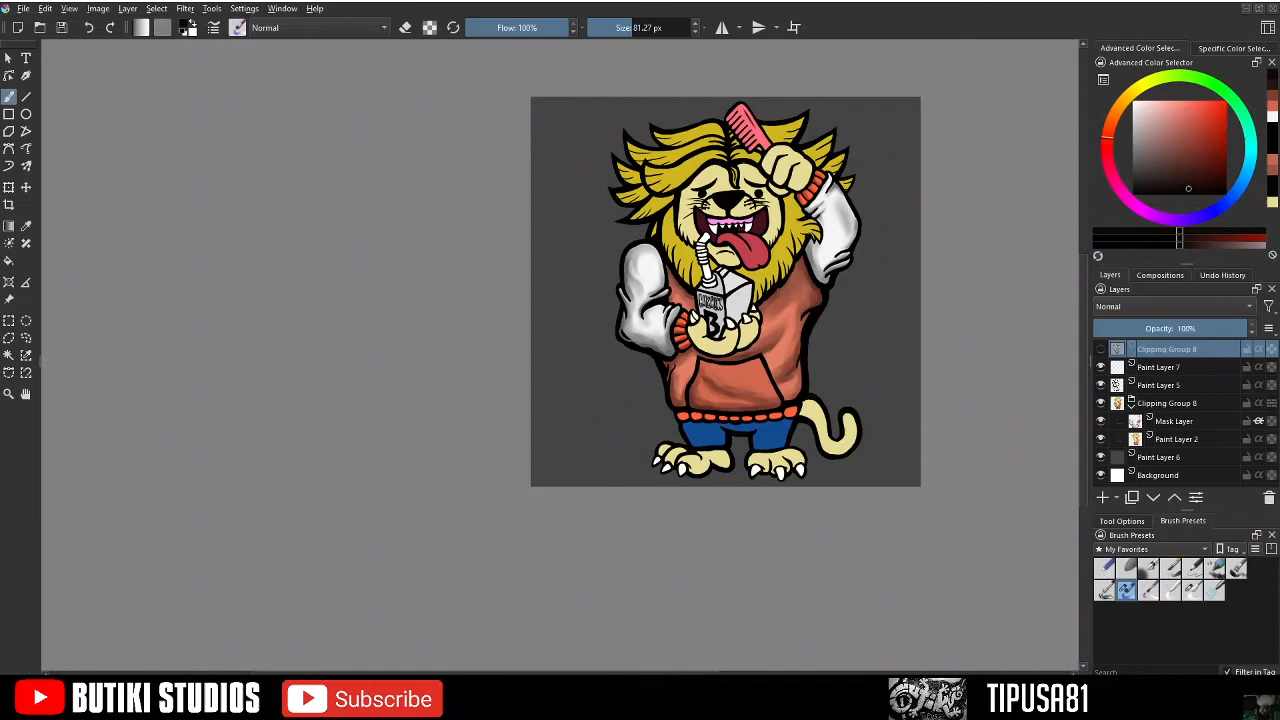 File Edit View Image Layer Select Filter Tools Settings Window Help
Normal Flow: 100% Size: 81.27 px
Advanced Color Selec... Specific Color Selec...
Advanced Color Selector
Layers Compositions Undo History
Layers
Normal
Opacity: 100%
Clipping Group 8
Paint Layer 7
Paint Layer 5
Clipping Group 8
Mask Layer
Paint Layer 2
Paint Layer 6
Background
Tool Options Brush Presets
Brush Presets
My Favorites Tag
Search Filter in Tag
B
BUTIKI STUDIOS Subscribe TIPUSA81